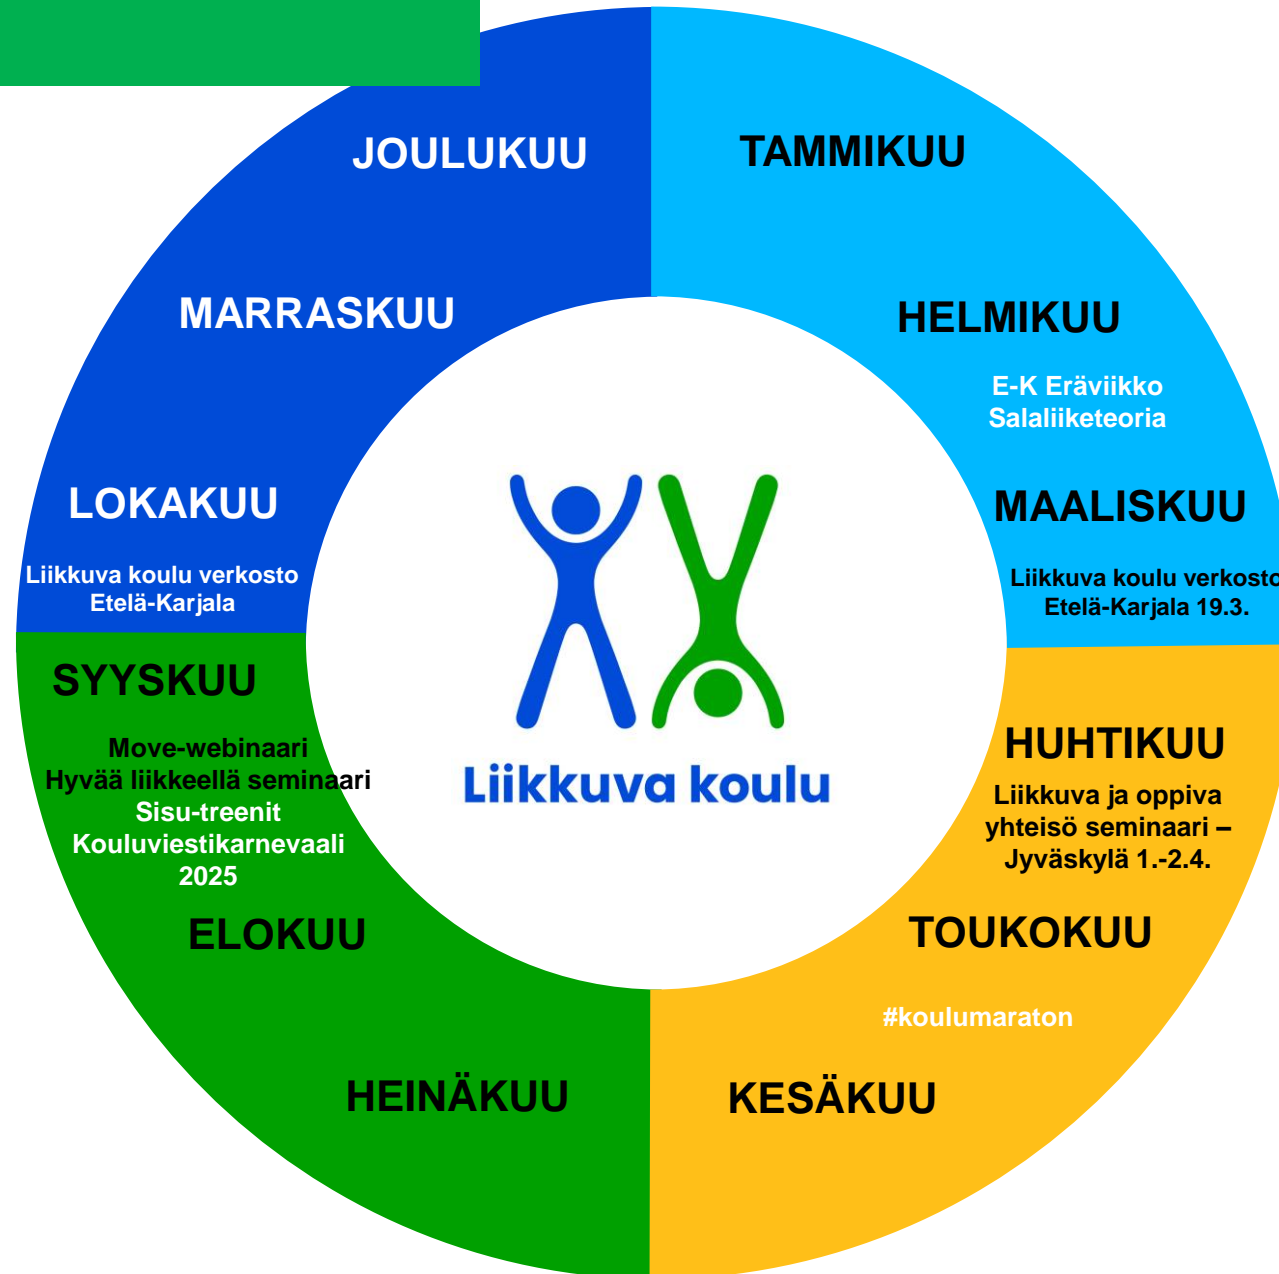 JOULUKUU
TAMMIKUU
MARRASKUU
HELMIKUU
E-K Eräviikko
Salaliiketeoria
LOKAKUU
MAALISKUU
Liikkuva koulu verkosto
Etelä-Karjala
Liikkuva koulu verkosto
Etelä-Karjala 19.3.
SYYSKUU
Move-webinaari
Hyvää liikkeellä seminaari
Sisu-treenit
Kouluviestikarnevaali
2025
Liikkuva koulu
HUHTIKUU
Liikkuva ja oppiva
yhteisö seminaari –
Jyväskylä 1.-2.4.
ELOKUU
TOUKOKUU
#koulumaraton
HEINÄKUU
KESÄKUU